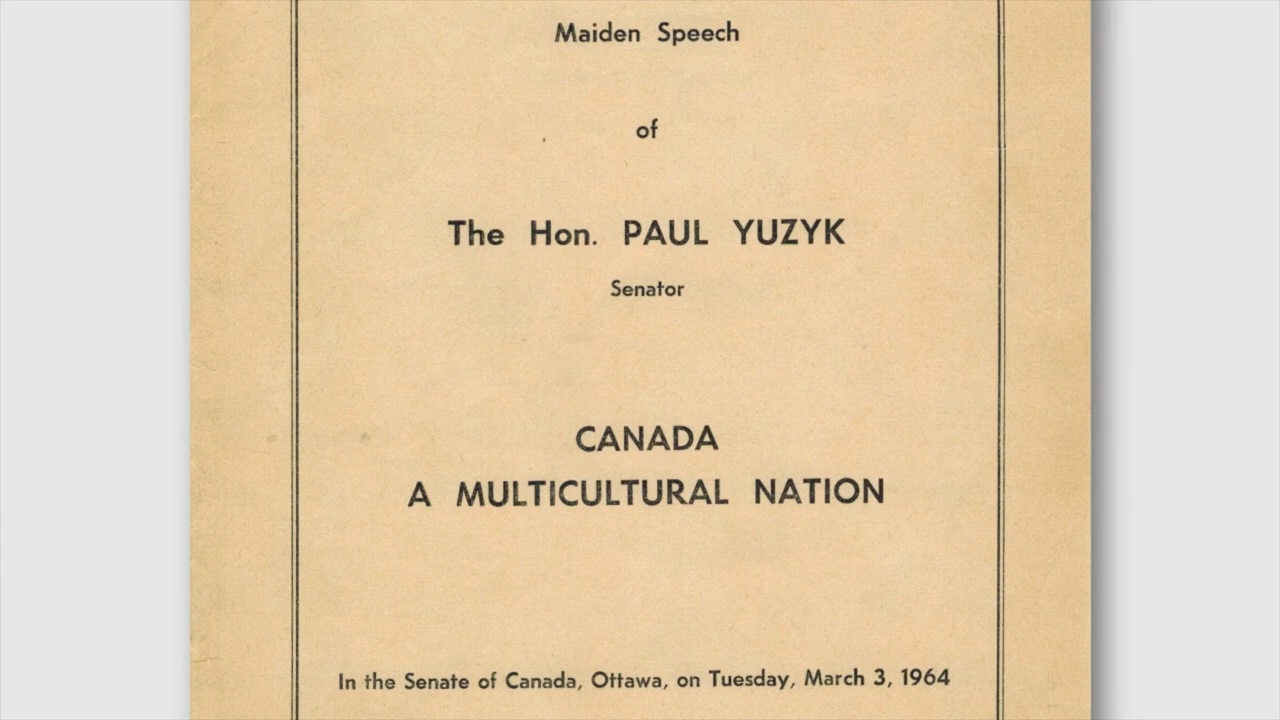 Maiden Speech
of
The Hon. PAUL YUZYK
Senator
CANADA
A MULTICULTURAL NATION
In the Senate of Canada, Ottawa, on Tuesday, March 3, 1964